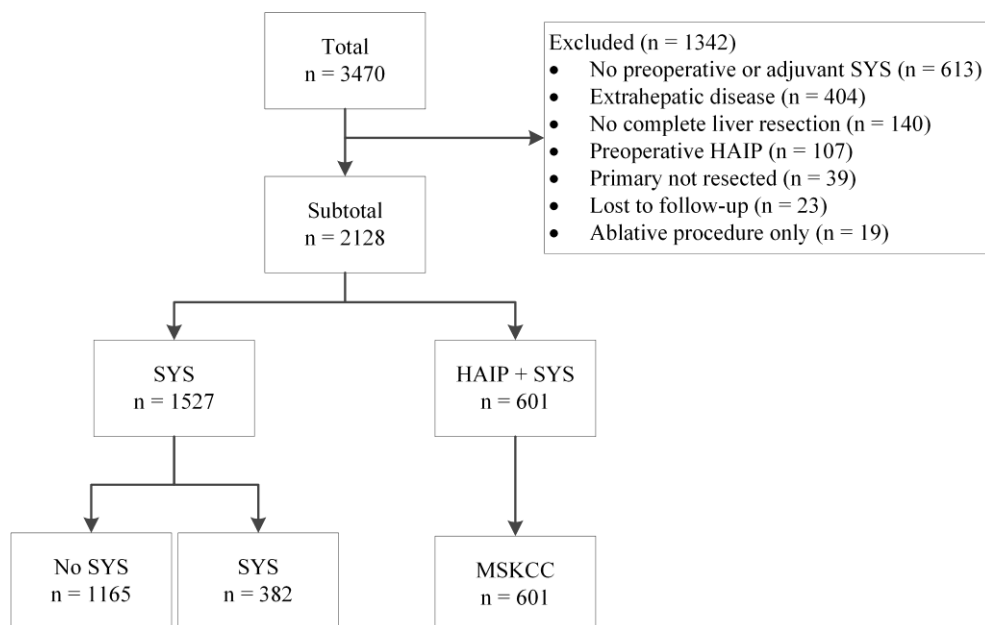 Total
n = 3470
Excluded (n = 1342)
• No preoperative or adjuvant SYS (n = 613)
• Extrahepatic disease (n = 404)
• No complete liver resection (n = 140)
• Preoperative HAIP (n = 107)
• Primary not resected (n = 39)
• Lost to follow-up (n = 23)
• Ablative procedure only (n = 19)
Subtotal
n = 2128
SYS
n = 1527
HAIP + SYS
n = 601
No SYS
n = 1165
SYS
n = 382
MSKCC
n = 601